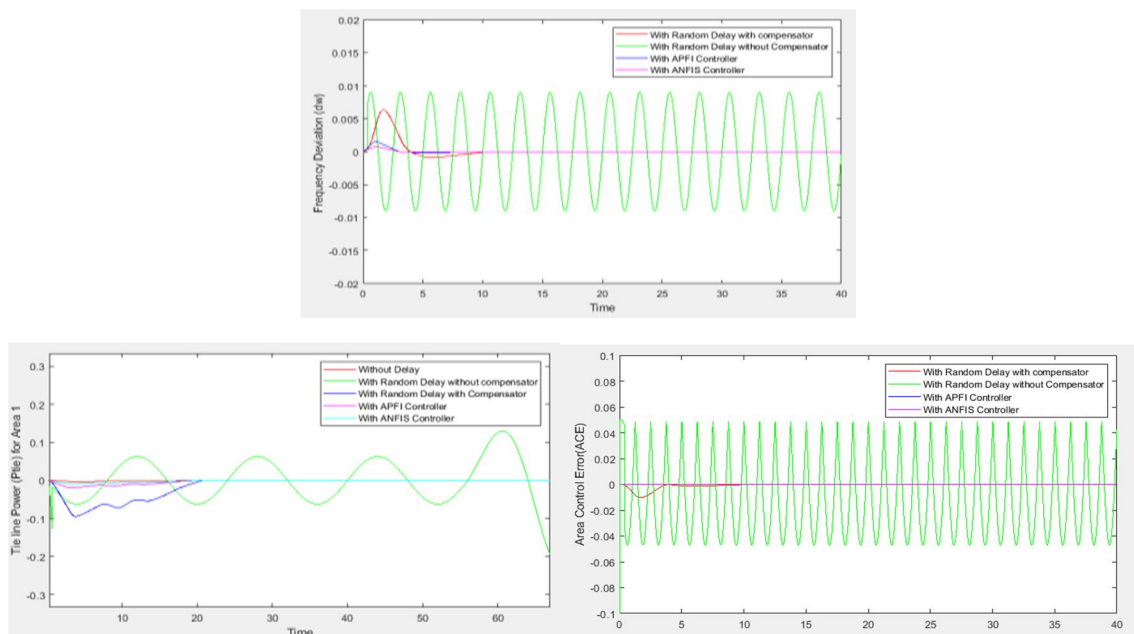 0.02
0.015
0.01
0.005
0
-0.005
-0.01
-0.015
-0.02
Frequency Deviation (dw)
With Random Delay with compensator
With Random Delay without Compensator
With APFI Controller
With ANFIS Controller
0 5 10 15 20 25 30 35 40
Time
0.3
0.2
0.1
0
-0.1
-0.2
-0.3
Tie line Power (Ptie) for Area 1
Without Delay
With Random Delay without compensator
With Random Delay with Compensator
With APFI Controller
With ANFIS Controller
10 20 30 40 50 60
Time
0.1
0.08
0.06
0.04
0.02
0
-0.02
-0.04
-0.06
-0.08
-0.1
Area Control Error(ACE)
With Random Delay with compensator
With Random Delay without Compensator
With APFI Controller
With ANFIS Controller
0 5 10 15 20 25 30 35 40